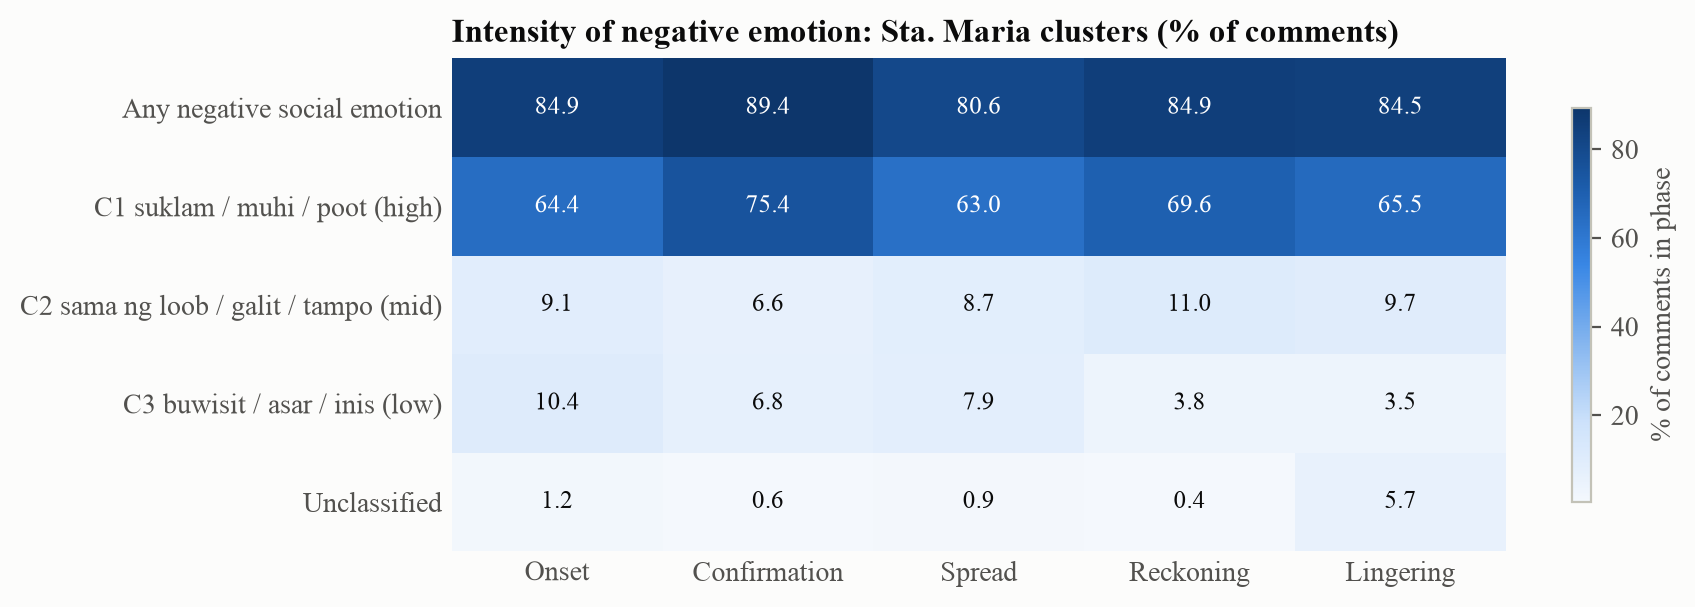 Intensity of negative emotion: Sta. Maria clusters (% of comments)
Any negative social emotion 84.9 89.4 80.6 84.9 84.5
C1 suklam / muhi / poot (high) 64.4 75.4 63.0 69.6 65.5
C2 sama ng loob / galit / tampo (mid) 9.1 6.6 8.7 11.0 9.7
C3 buwisit / asar / inis (low) 10.4 6.8 7.9 3.8 3.5
Unclassified 1.2 0.6 0.9 0.4 5.7
Onset Confirmation Spread Reckoning Lingering
80
60
40
20
% of comments in phase